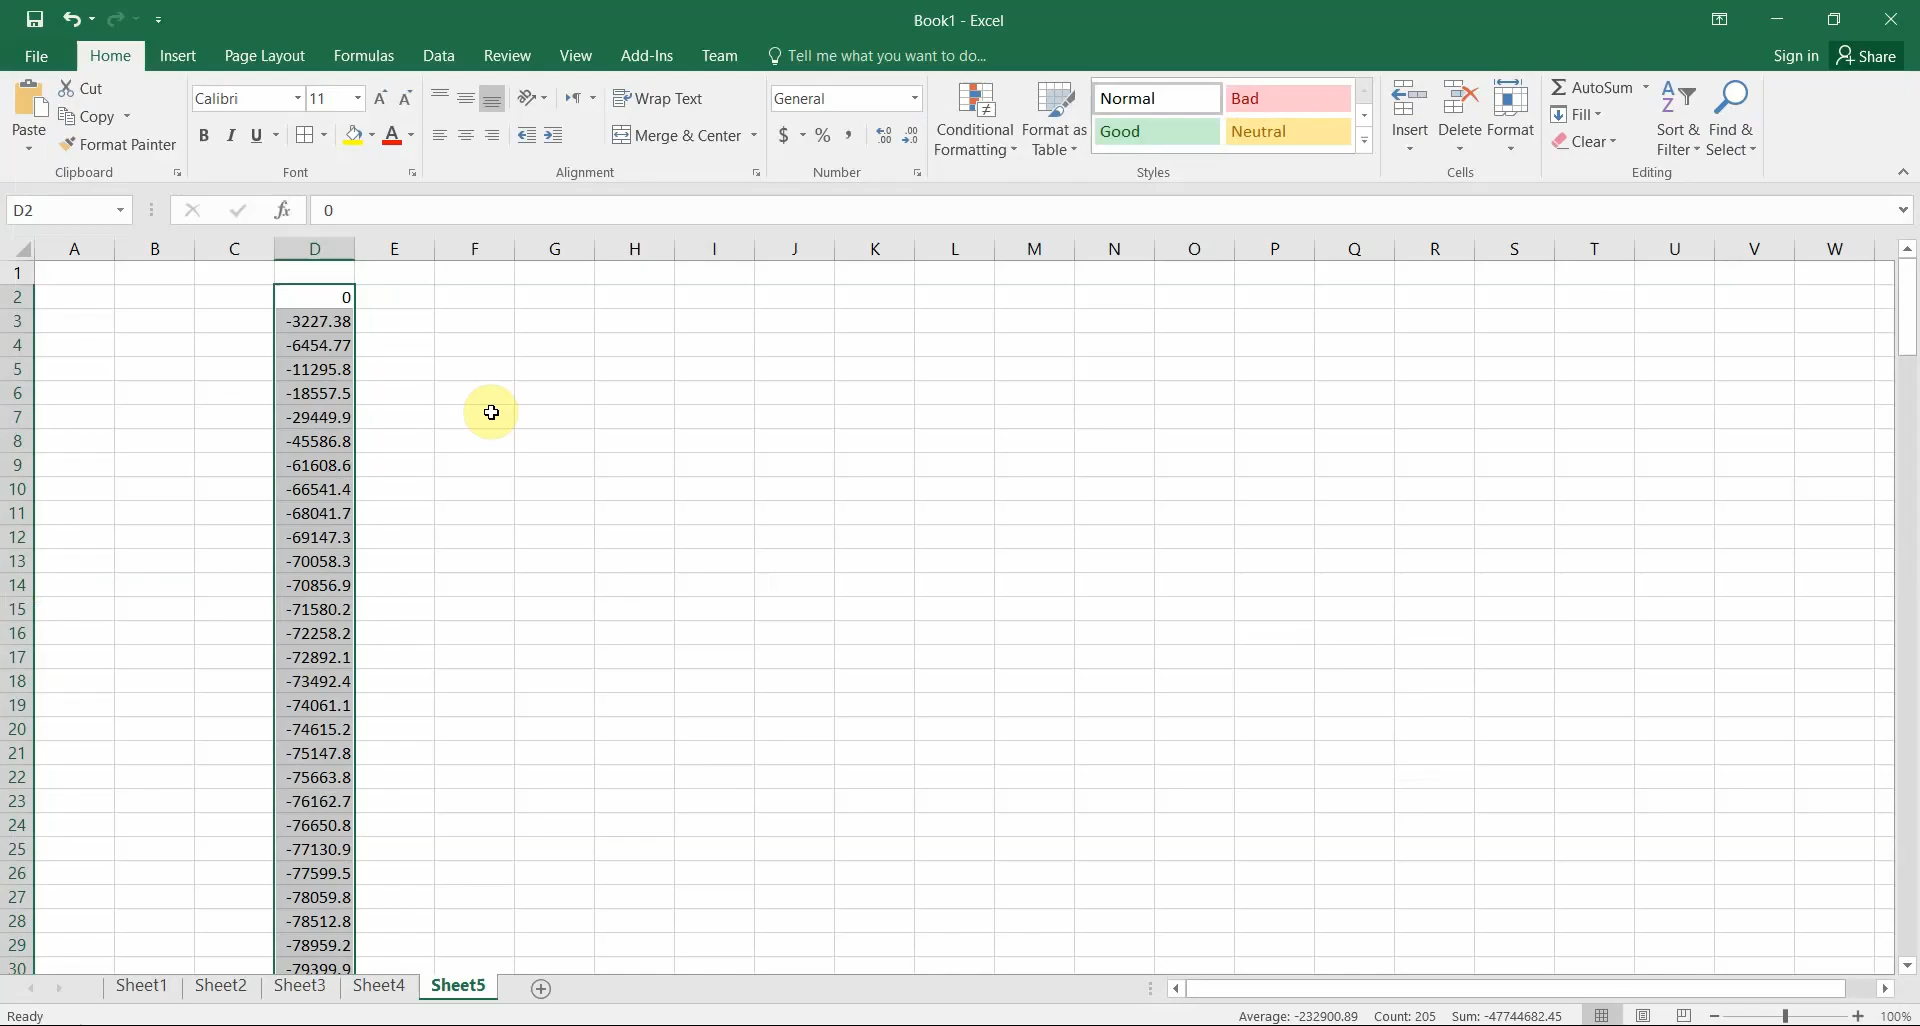 Book1 - Excel
File Home Insert Page Layout Formulas Data Review View Add-Ins Team Tell me what you want to do... Sign in Share
Paste
Cut
Copy
Format Painter
Clipboard
Calibri 11
B I U A
Font
Wrap Text
Merge & Center
Alignment
General
$ % ,
Number
Conditional Formatting
Format as Table
Normal Bad
Good Neutral
Styles
Insert Delete Format
Cells
AutoSum
Fill
Clear
Sort & Filter
Find & Select
Editing
D2 fx 0
A B C D E F G H I J K L M N O P Q R S T U V W
1
2 0
3 -3227.38
4 -6454.77
5 -11295.8
6 -18557.5
7 -29449.9
8 -45586.8
9 -61608.6
10 -66541.4
11 -68041.7
12 -69147.3
13 -70058.3
14 -70856.9
15 -71580.2
16 -72258.2
17 -72892.1
18 -73492.4
19 -74061.1
20 -74615.2
21 -75147.8
22 -75663.8
23 -76162.7
24 -76650.8
25 -77130.9
26 -77599.5
27 -78059.8
28 -78512.8
29 -78959.2
30 -79399.9
Sheet1 Sheet2 Sheet3 Sheet4 Sheet5
Ready Average: -232900.89 Count: 205 Sum: -47744682.45 100%